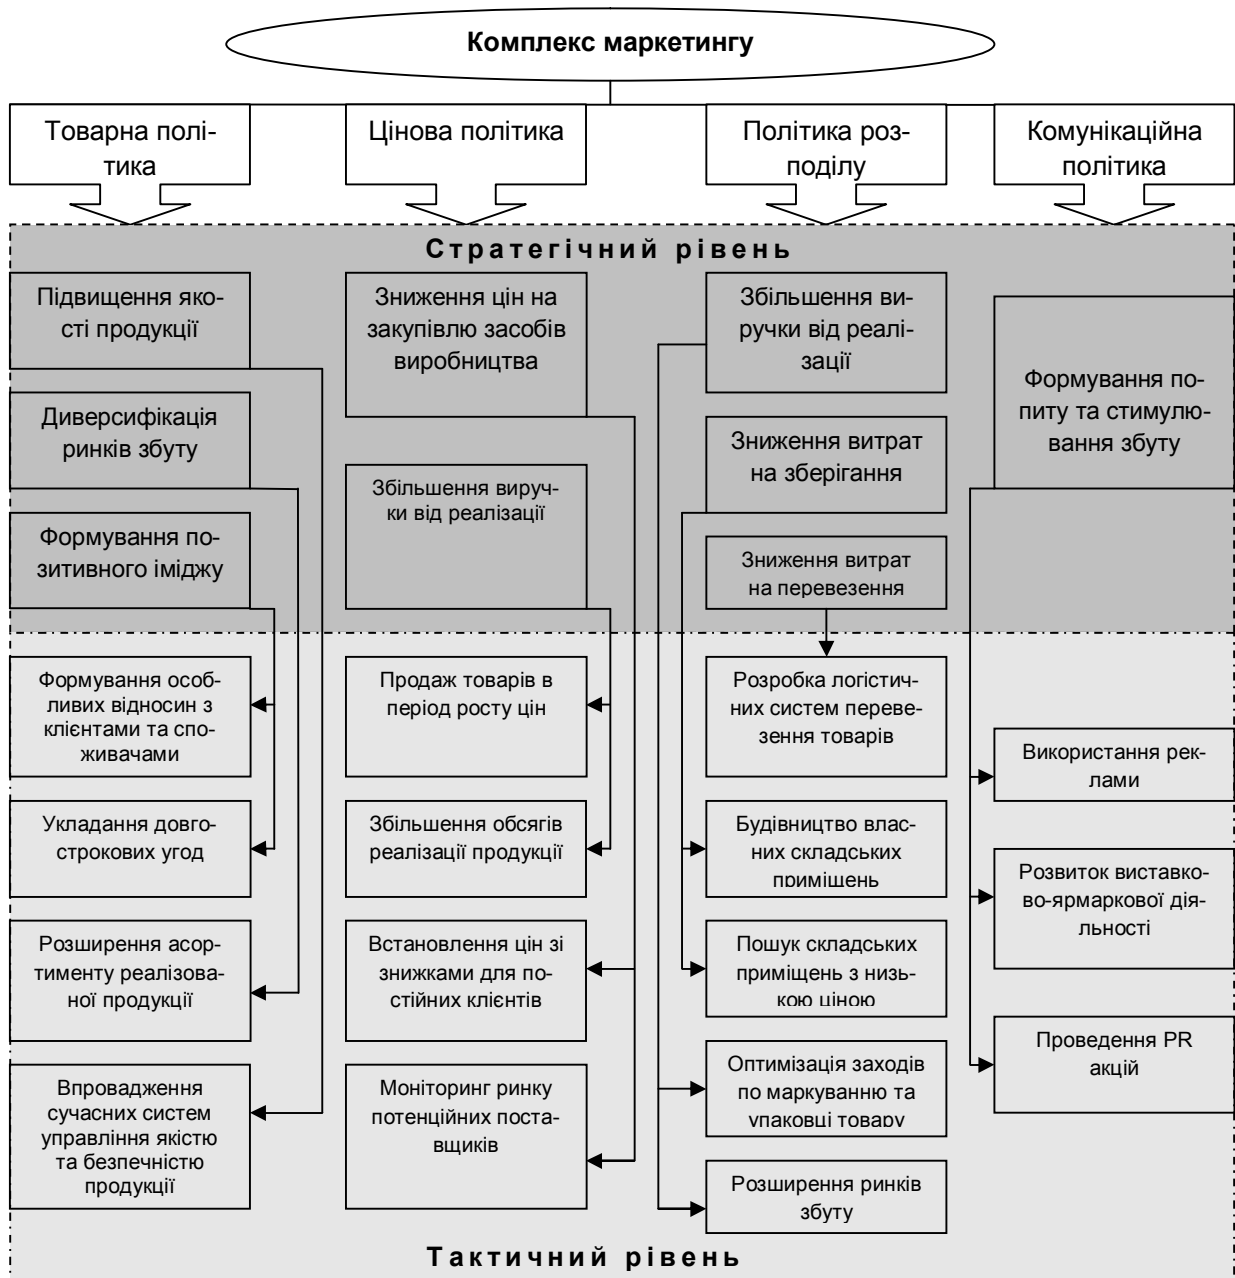 Комплекс маркетингу
Товарна полі-
тика
Цінова політика
Політика роз-
поділу
Комунікаційна
політика
Стратегічний рівень
Підвищення яко-
сті продукції
Диверсифікація
ринків збуту
Формування по-
зитивного іміджу
Зниження цін на
закупівлю засобів
виробництва
Збільшення вируч-
ки від реалізації
Збільшення ви-
ручки від реалі-
зації
Зниження витрат
на зберігання
Зниження витрат
на перевезення
Формування по-
питу та стимулю-
вання збуту
Формування особ-
ливих відносин з
клієнтами та спо-
живачами
Укладання довго-
строкових угод
Розширення асор-
тименту реалізова-
ної продукції
Впровадження
сучасних систем
управління якістю
та безпечністю
продукції
Продаж товарів в
період росту цін
Збільшення обсягів
реалізації продукції
Встановлення цін зі
знижками для по-
стійних клієнтів
Моніторинг ринку
потенційних поста-
вщиків
Розробка логістич-
них систем переве-
зення товарів
Будівництво влас-
них складських
приміщень
Пошук складських
приміщень з низь-
кою ціною
Оптимізація заходів
по маркуванню та
упаковці товару
Розширення ринків
збуту
Використання рек-
лами
Розвиток виставко-
во-ярмаркової дія-
льності
Проведення PR
акцій
Тактичний рівень